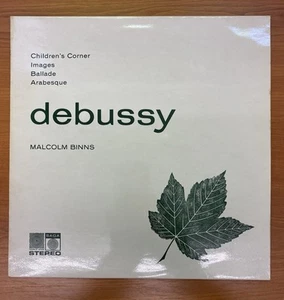 Children's Corner
Images
Ballade
Arabesque
debussy
MALCOLM BINNS
SAGA
STEREO